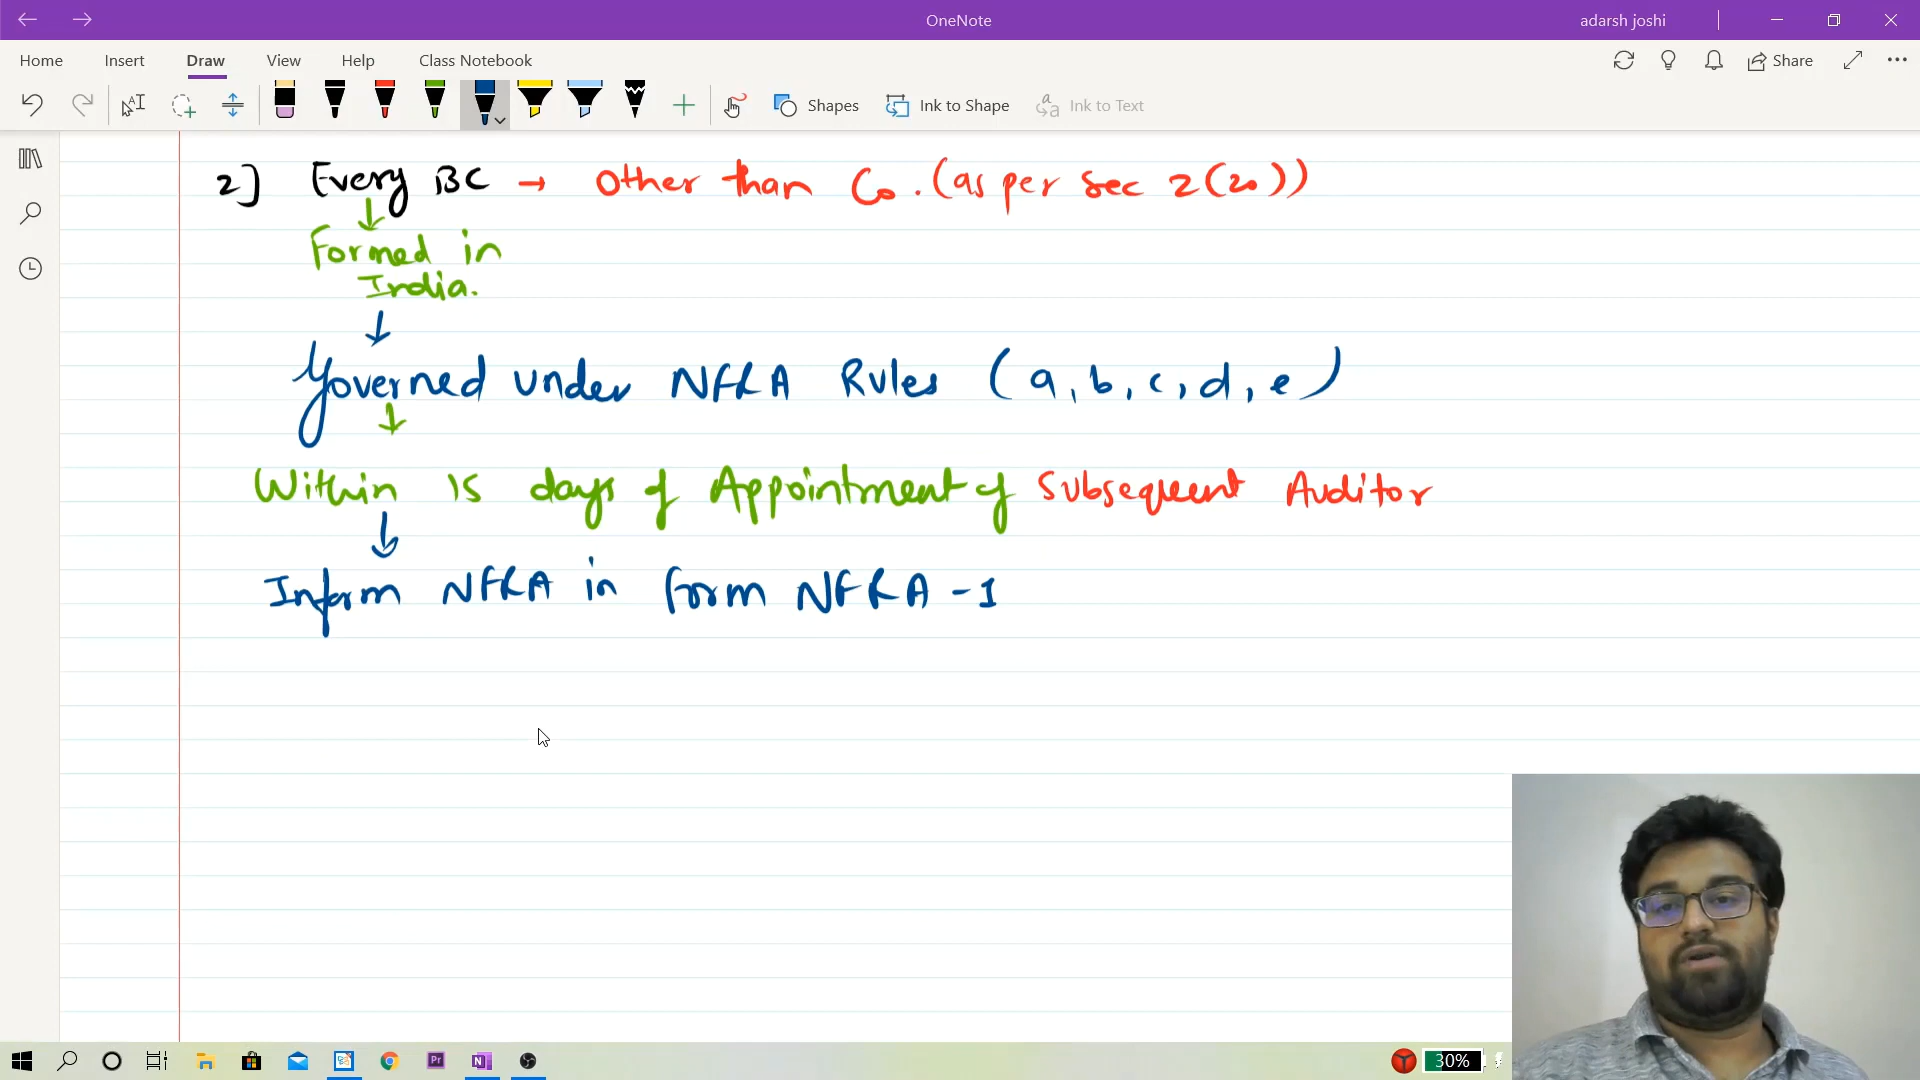 OneNote
adarsh joshi
Home Insert Draw View Help Class Notebook
Share
Shapes Ink to Shape Ink to Text
2] Every BC → Other than Co. (as per sec 2(20))
↓
Formed in
India.
↓
Governed under NFRA Rules (a, b, c, d, e)
↓
Within 15 days of Appointment of Subsequent Auditor
↓
Inform NFRA in form NFRA-1
30%